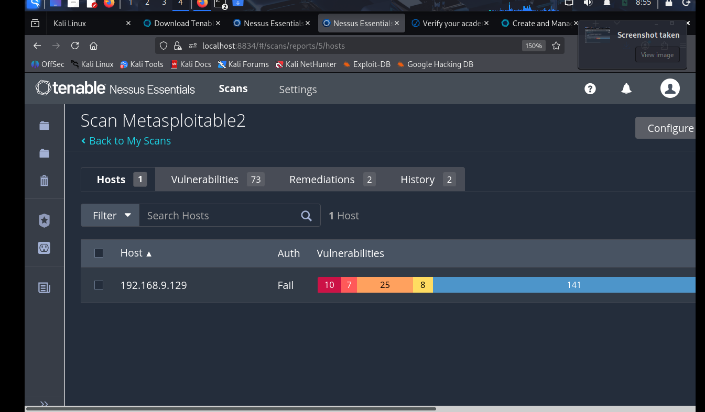 1 2 3 4 2 8:55
Kali Linux × Download Tenab × Nessus Essential × Nessus Essentials × Verify your acade × Create and Mana
Screenshot taken
View image
localhost:8834/#/scans/reports/5/hosts 150%
OffSec Kali Linux Kali Tools Kali Docs Kali Forums Kali NetHunter Exploit-DB Google Hacking DB
tenable Nessus Essentials Scans Settings
Scan Metasploitable2
Configure
Back to My Scans
Hosts 1 Vulnerabilities 73 Remediations 2 History 2
Filter Search Hosts 1 Host
Host Auth Vulnerabilities
192.168.9.129 Fail 10 7 25 8 141